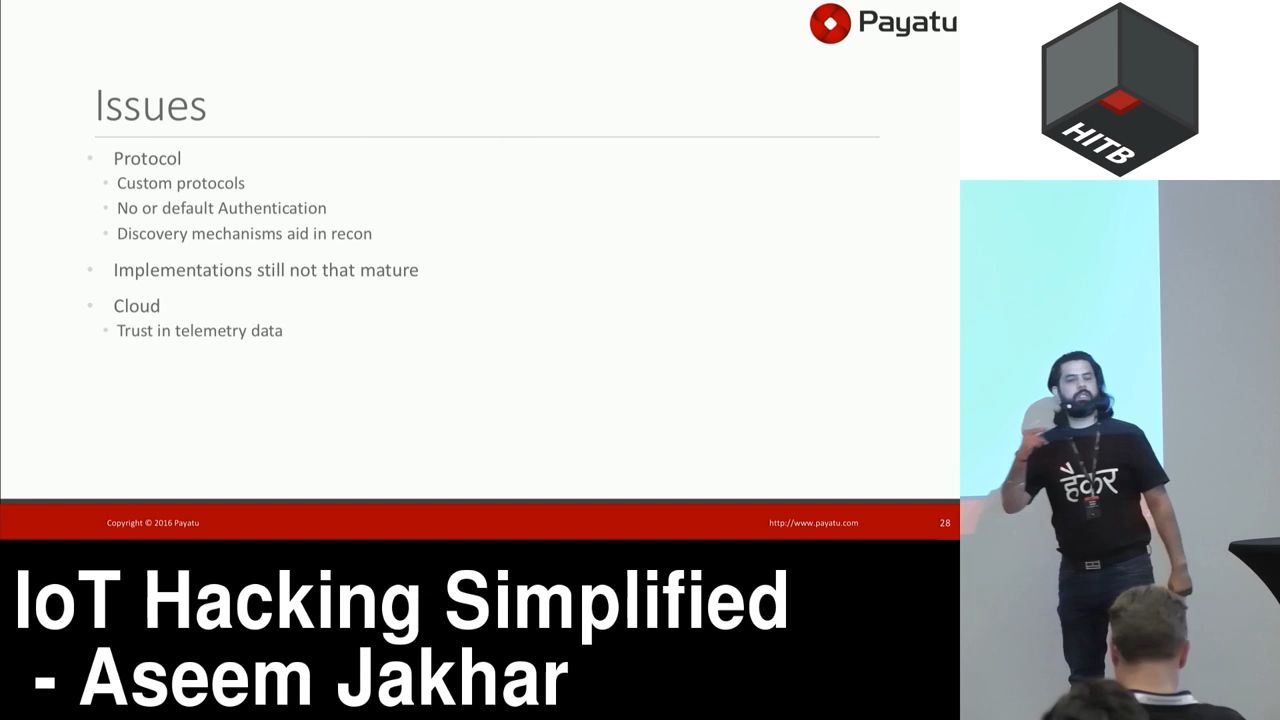 Payatu
Issues
• Protocol
• Custom protocols
• No or default Authentication
• Discovery mechanisms aid in recon
• Implementations still not that mature
• Cloud
• Trust in telemetry data
Copyright © 2016 Payatu
http://www.payatu.com
28
IoT Hacking Simplified
- Aseem Jakhar
HITB
हैकर